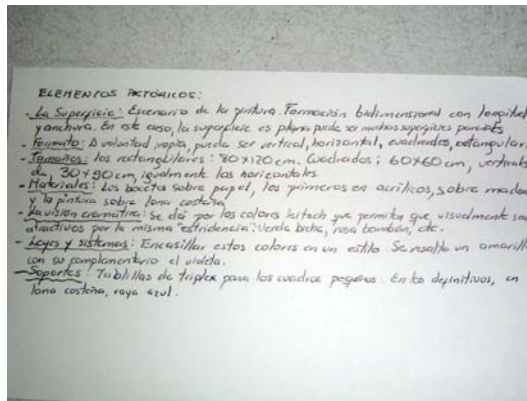 ELEMENTOS PICTÓRICOS:
- La Superficie: Escenario de la pintura. Formación bidimensional con longitud
y anchura. En este caso, la superficie es plana puede ser muchas superficies
- Formato: A voluntad propia, puede ser vertical, horizontal, cuadrados, rectangular.
- Tamaños: los rectangulares: 80x120 cm. Cuadrados: 60x60 cm, verticales
de 30x90 cm, igualmente los horizontales.
- Materiales: Los boceta sobre papel, los primeros en acrílicos, sobre madera
y la pintura sobre lona costeña.
- La visión cromática: Se da por los colores kitsch que permita que visualmente sean
atractivos por la misma "estridencia": Verde biche, rosa bombón, etc.
- Leyes y sistemas: Encasillar estos colores en un estilo. Se resalta un amarillo
con su complementario el violeta.
- Soportes: Tablillas de triplex para los cuadros pequeños. En los definitivos, en
lona costeña, raya azul.